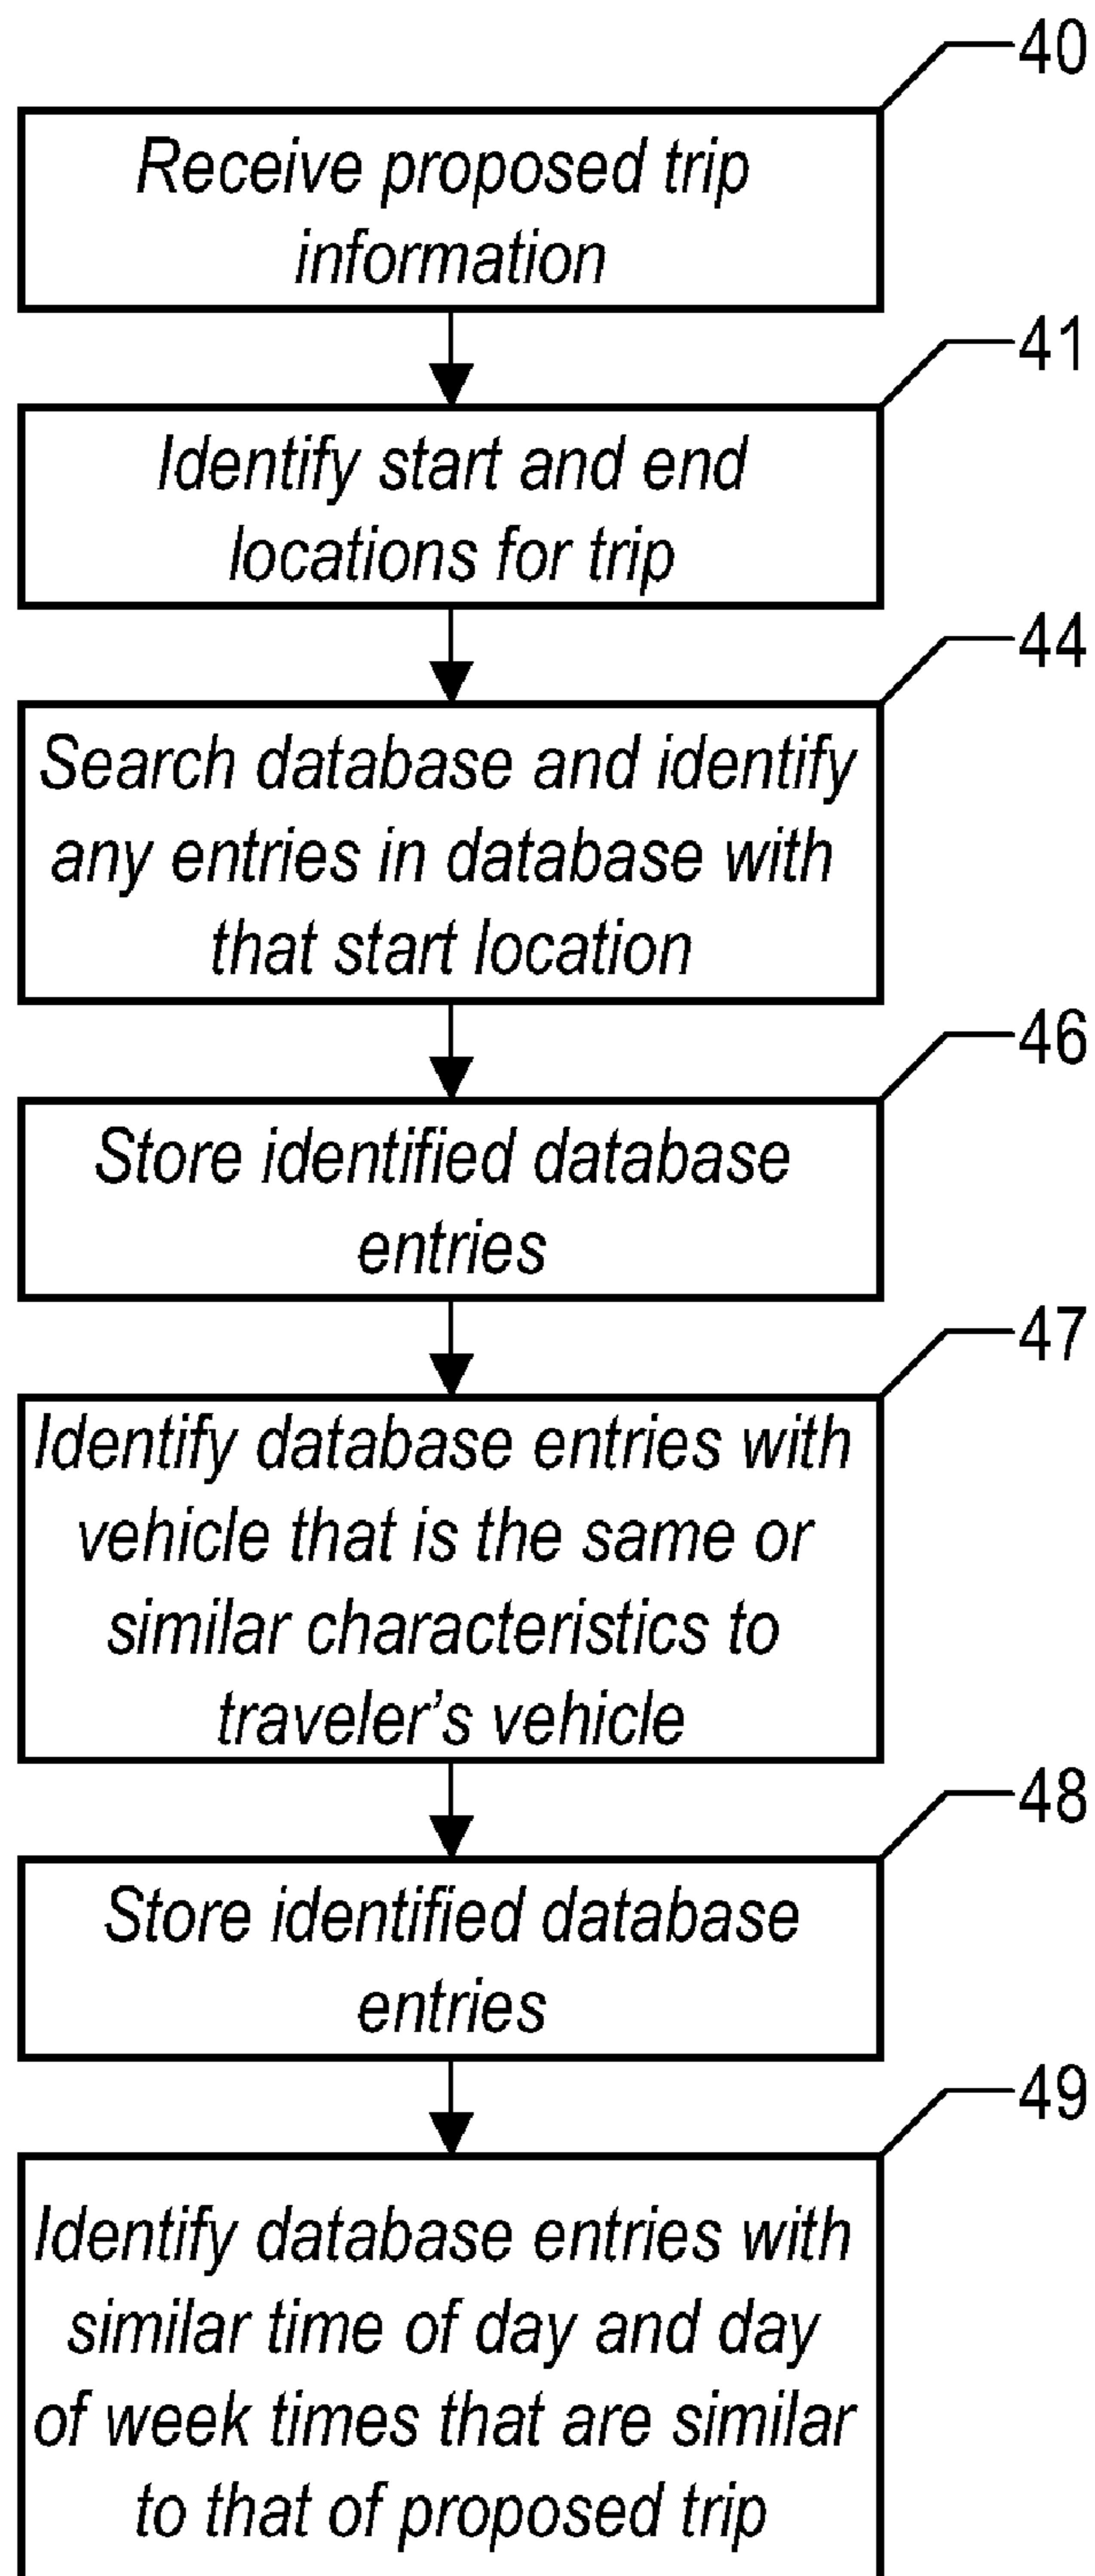 40
Receive proposed trip
information
41
Identify start and end
locations for trip
44
Search database and identify
any entries in database with
that start location
46
Store identified database
entries
47
Identify database entries with
vehicle that is the same or
similar characteristics to
traveler's vehicle
48
Store identified database
entries
49
Identify database entries with
similar time of day and day
of week times that are similar
to that of proposed trip